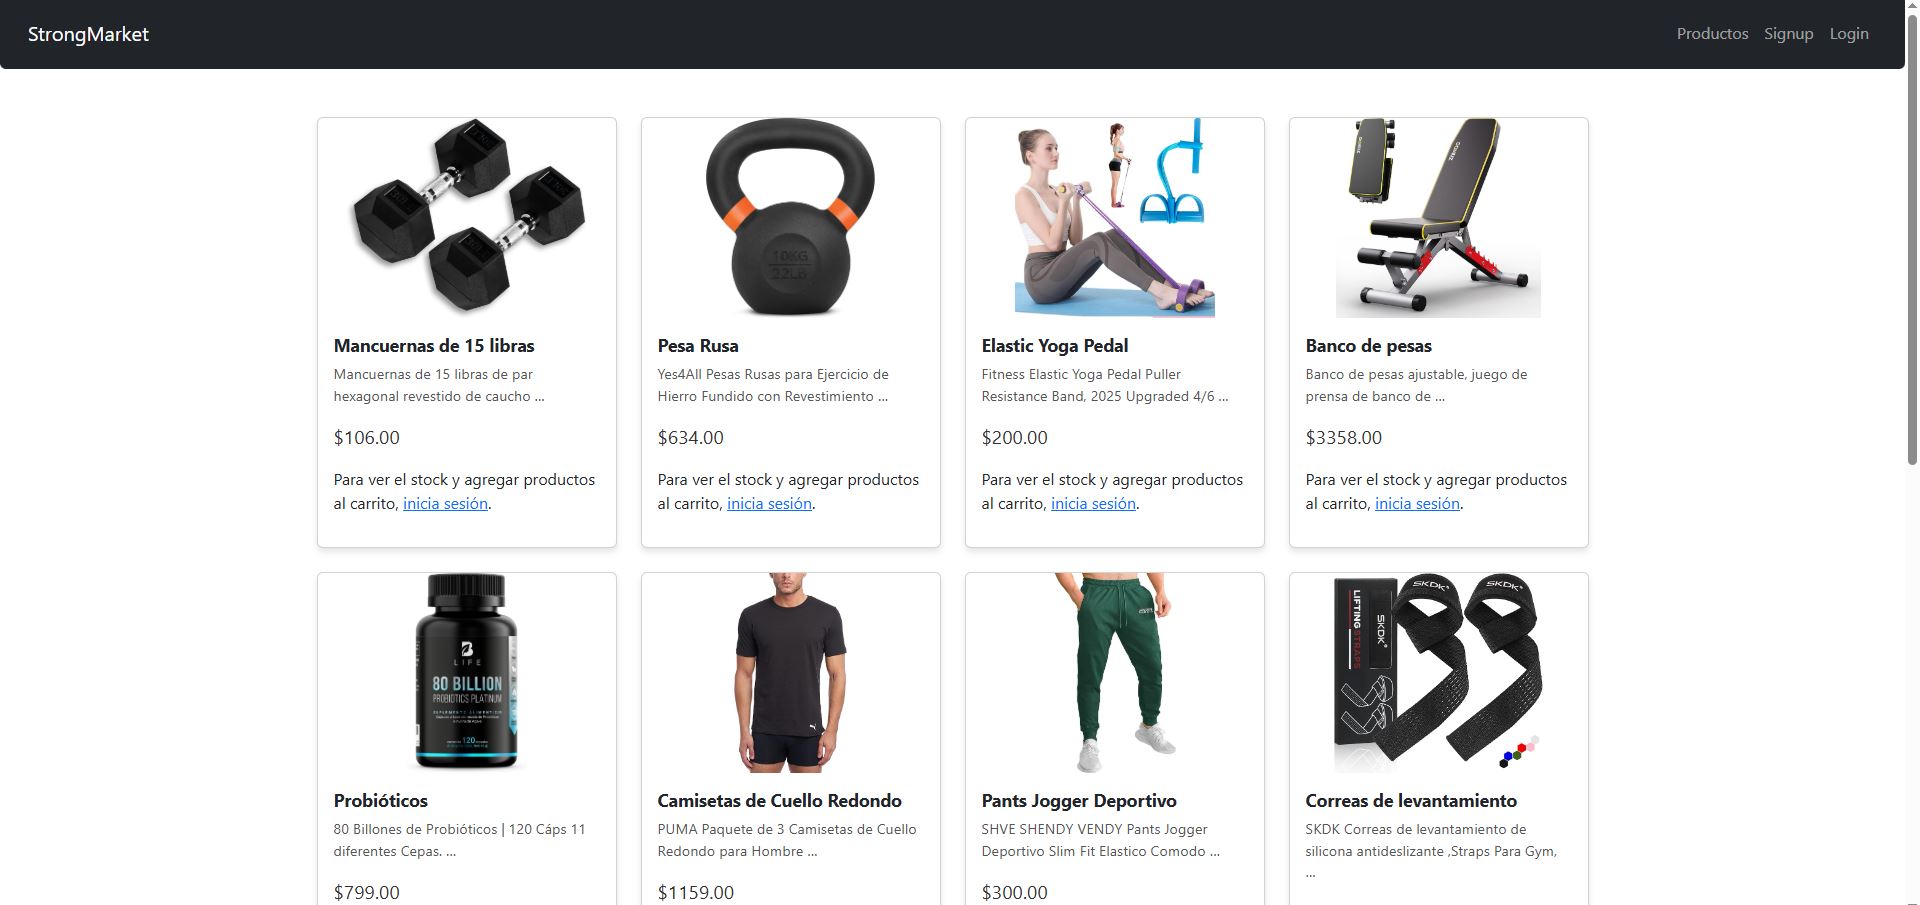 StrongMarket
Productos Signup Login
10KG
22LB
Mancuernas de 15 libras
Mancuernas de 15 libras de par
hexagonal revestido de caucho ...
$106.00
Para ver el stock y agregar productos
al carrito, inicia sesión.
Pesa Rusa
Yes4All Pesas Rusas para Ejercicio de
Hierro Fundido con Revestimiento ...
$634.00
Para ver el stock y agregar productos
al carrito, inicia sesión.
Elastic Yoga Pedal
Fitness Elastic Yoga Pedal Puller
Resistance Band, 2025 Upgraded 4/6 ...
$200.00
Para ver el stock y agregar productos
al carrito, inicia sesión.
Banco de pesas
Banco de pesas ajustable, juego de
prensa de banco de ...
$3358.00
Para ver el stock y agregar productos
al carrito, inicia sesión.
B
LIFE
80 BILLION
PROBIOTICS PLATINUM
SUPLEMENTO ALIMENTICIO
120
SKDK
LIFTING STRAPS
SKDK
SKDK
Probióticos
80 Billones de Probióticos | 120 Cáps 11
diferentes Cepas. ...
$799.00
Camisetas de Cuello Redondo
PUMA Paquete de 3 Camisetas de Cuello
Redondo para Hombre ...
$1159.00
Pants Jogger Deportivo
SHVE SHENDY VENDY Pants Jogger
Deportivo Slim Fit Elastico Comodo ...
$300.00
Correas de levantamiento
SKDK Correas de levantamiento de
silicona antideslizante ,Straps Para Gym,
...